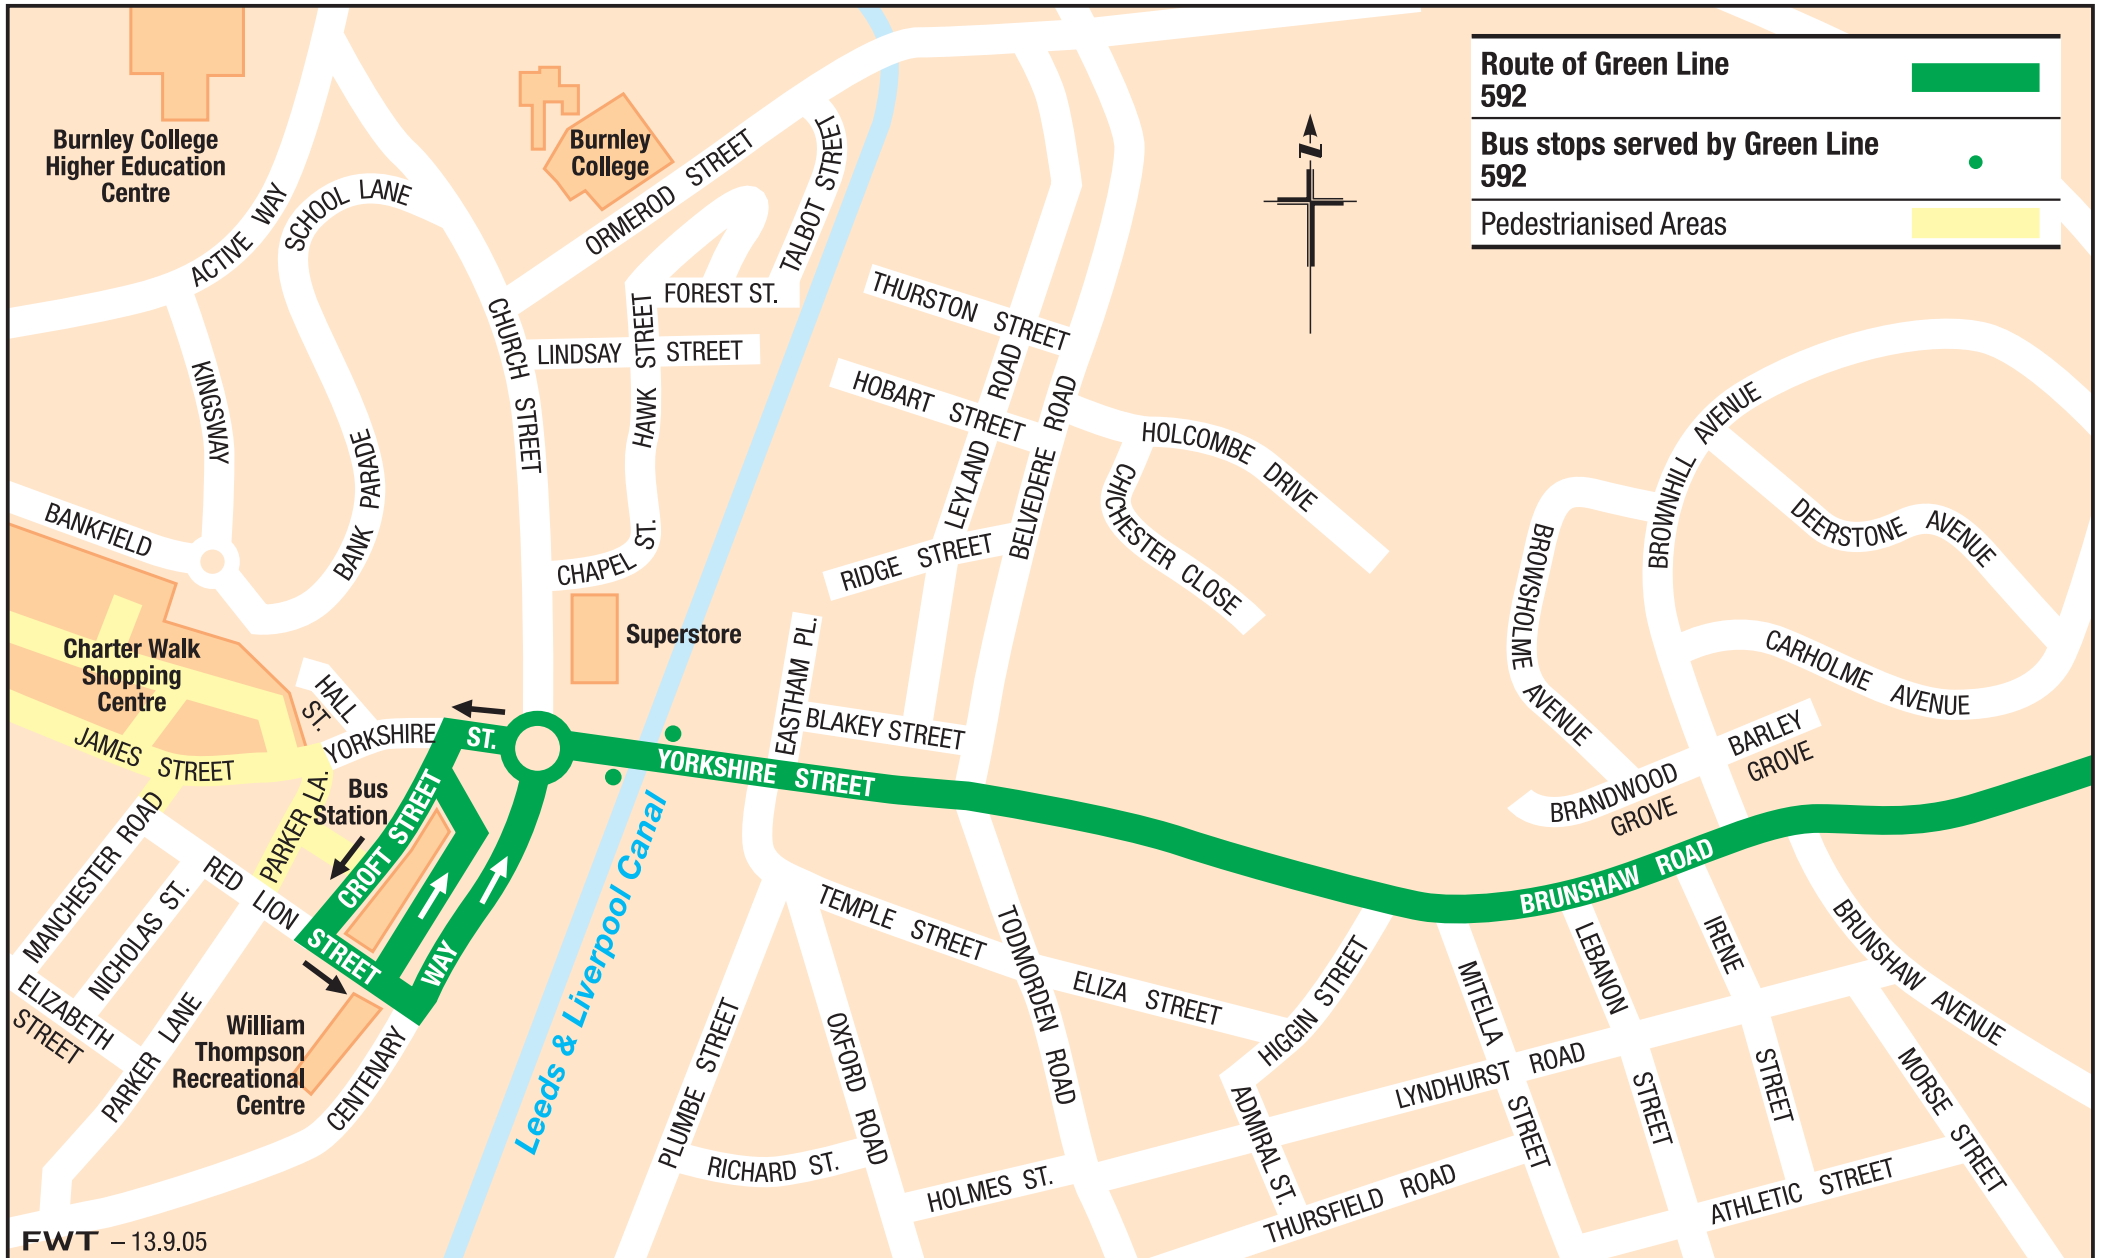 Route of Green Line
592
Bus stops served by Green Line
592
Pedestrianised Areas
N
Burnley College
Higher Education
Centre
Burnley
College
ACTIVE WAY
SCHOOL LANE
ORMEROD STREET
TALBOT STREET
FOREST ST.
CHURCH STREET
LINDSAY STREET
HAWK STREET
KINGSWAY
BANK PARADE
BANKFIELD
CHAPEL ST.
Superstore
THURSTON STREET
HOBART STREET
LEYLAND ROAD
BELVEDERE ROAD
RIDGE STREET
HOLCOMBE DRIVE
CHICHESTER CLOSE
BROWNHILL AVENUE
DEERSTONE AVENUE
BROWSHOLME AVENUE
CARHOLME AVENUE
BARLEY
GROVE
BRANDWOOD
GROVE
Charter Walk
Shopping
Centre
HALL
ST.
JAMES STREET
YORKSHIRE ST.
EASTHAM PL.
BLAKEY STREET
YORKSHIRE STREET
Bus
Station
PARKER LA.
CROFT STREET
MANCHESTER ROAD
RED LION STREET
NICHOLAS ST.
ELIZABETH
STREET
PARKER LANE
CENTENARY WAY
William
Thompson
Recreational
Centre
Leeds & Liverpool Canal
BRUNSHAW ROAD
TEMPLE STREET
TODMORDEN ROAD
ELIZA STREET
HIGGIN STREET
PLUMBE STREET
OXFORD ROAD
RICHARD ST.
HOLMES ST.
ADMIRAL ST.
LYNDHURST ROAD
THURSFIELD ROAD
MITELLA STREET
LEBANON STREET
IRENE STREET
BRUNSHAW AVENUE
MORSE STREET
ATHLETIC STREET
FWT – 13.9.05